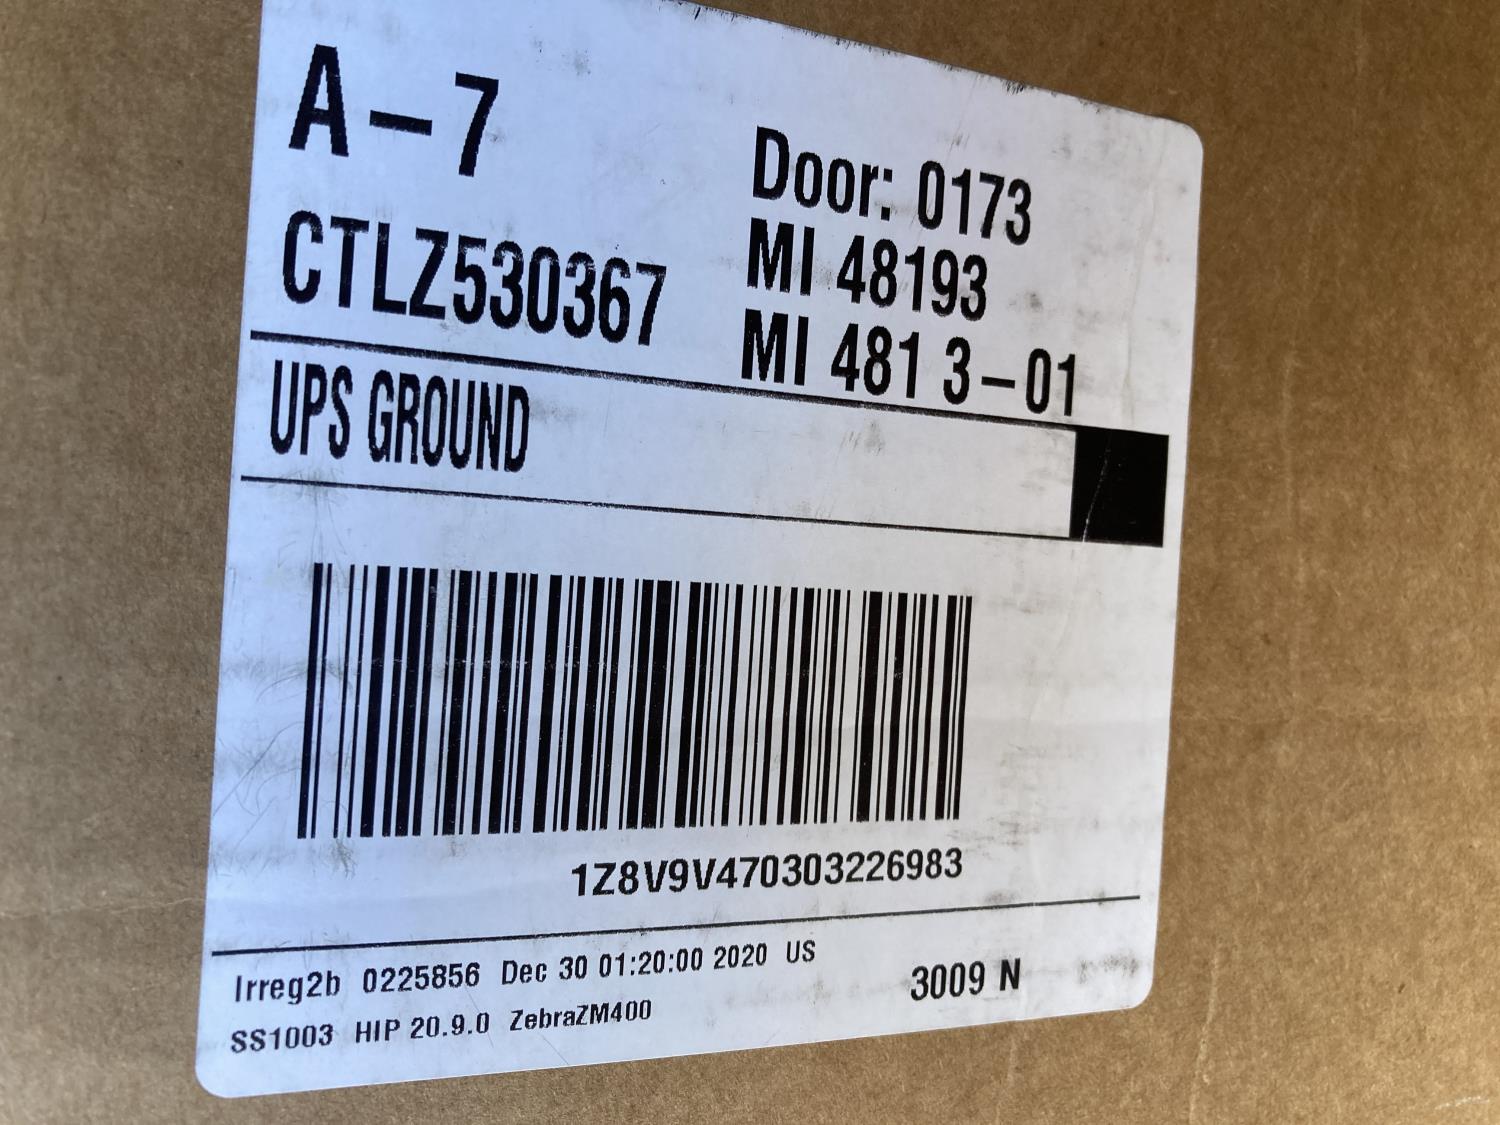 A-7
CTLZ530367
Door: 0173
MI 48193
MI 481 3-01
UPS GROUND
1Z8V9V470303226983
Irreg2b 0225856 Dec 30 01:20:00 2020 US
SS1003 HIP 20.9.0 ZebraZM400
3009 N